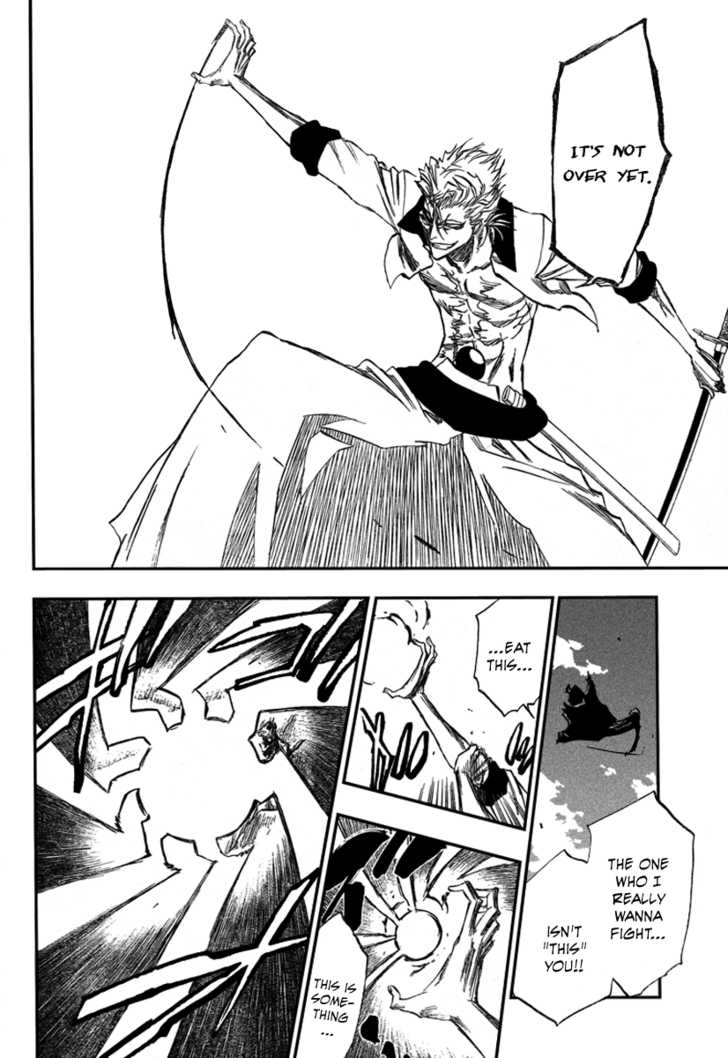 IT'S NOT
OVER YET.
THE ONE
WHO I
REALLY
WANNA
FIGHT...
ISN'T
"THIS"
YOU!!
...EAT
THIS...
THIS IS
SOME-
THING
...